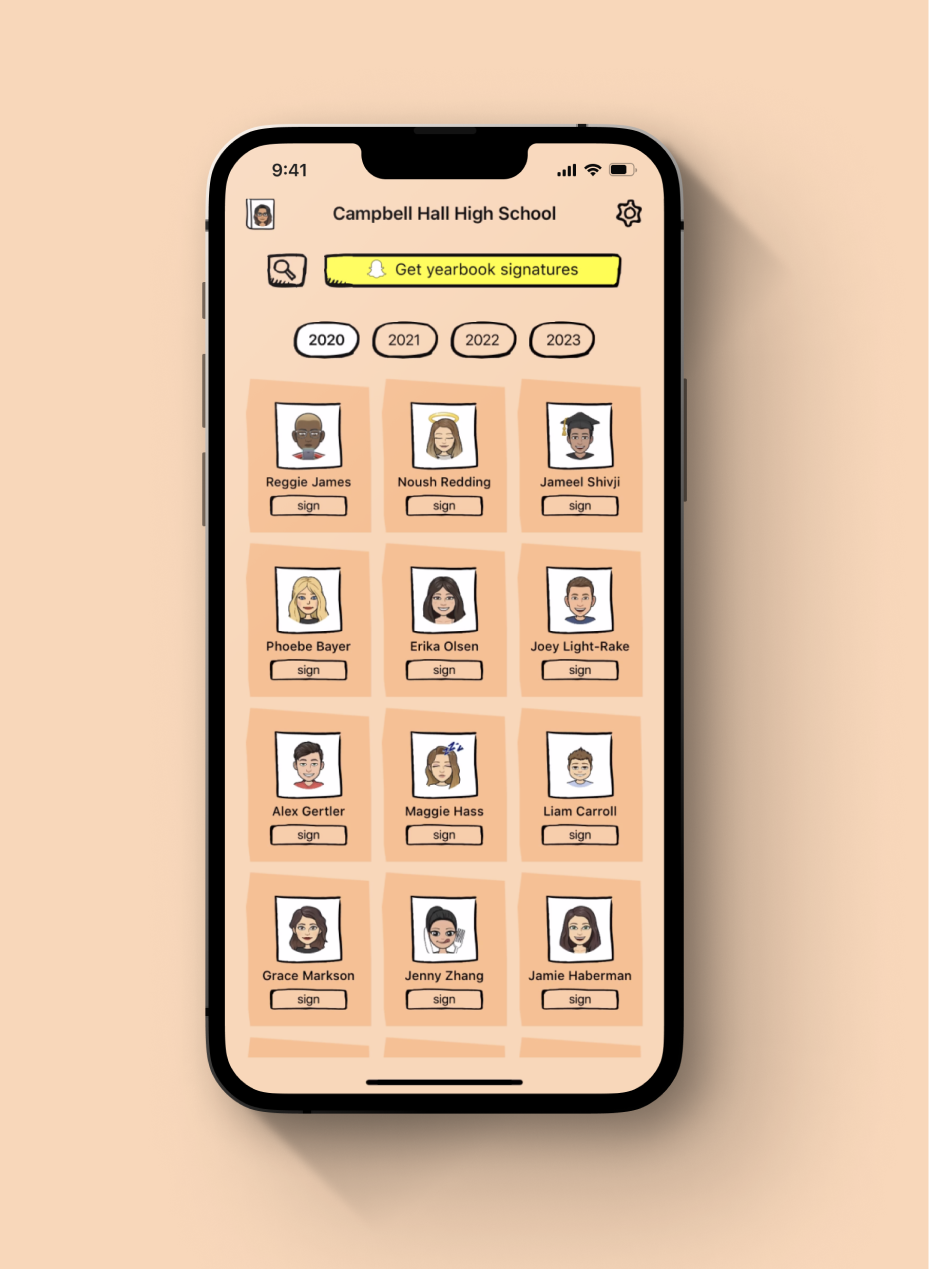 9:41
Campbell Hall High School
Get yearbook signatures
2020 2021 2022 2023
Reggie James Noush Redding Jameel Shivji
sign sign sign
Phoebe Bayer Erika Olsen Joey Light-Rake
sign sign sign
Alex Gertler Maggie Hass Liam Carroll
sign sign sign
Grace Markson Jenny Zhang Jamie Haberman
sign sign sign